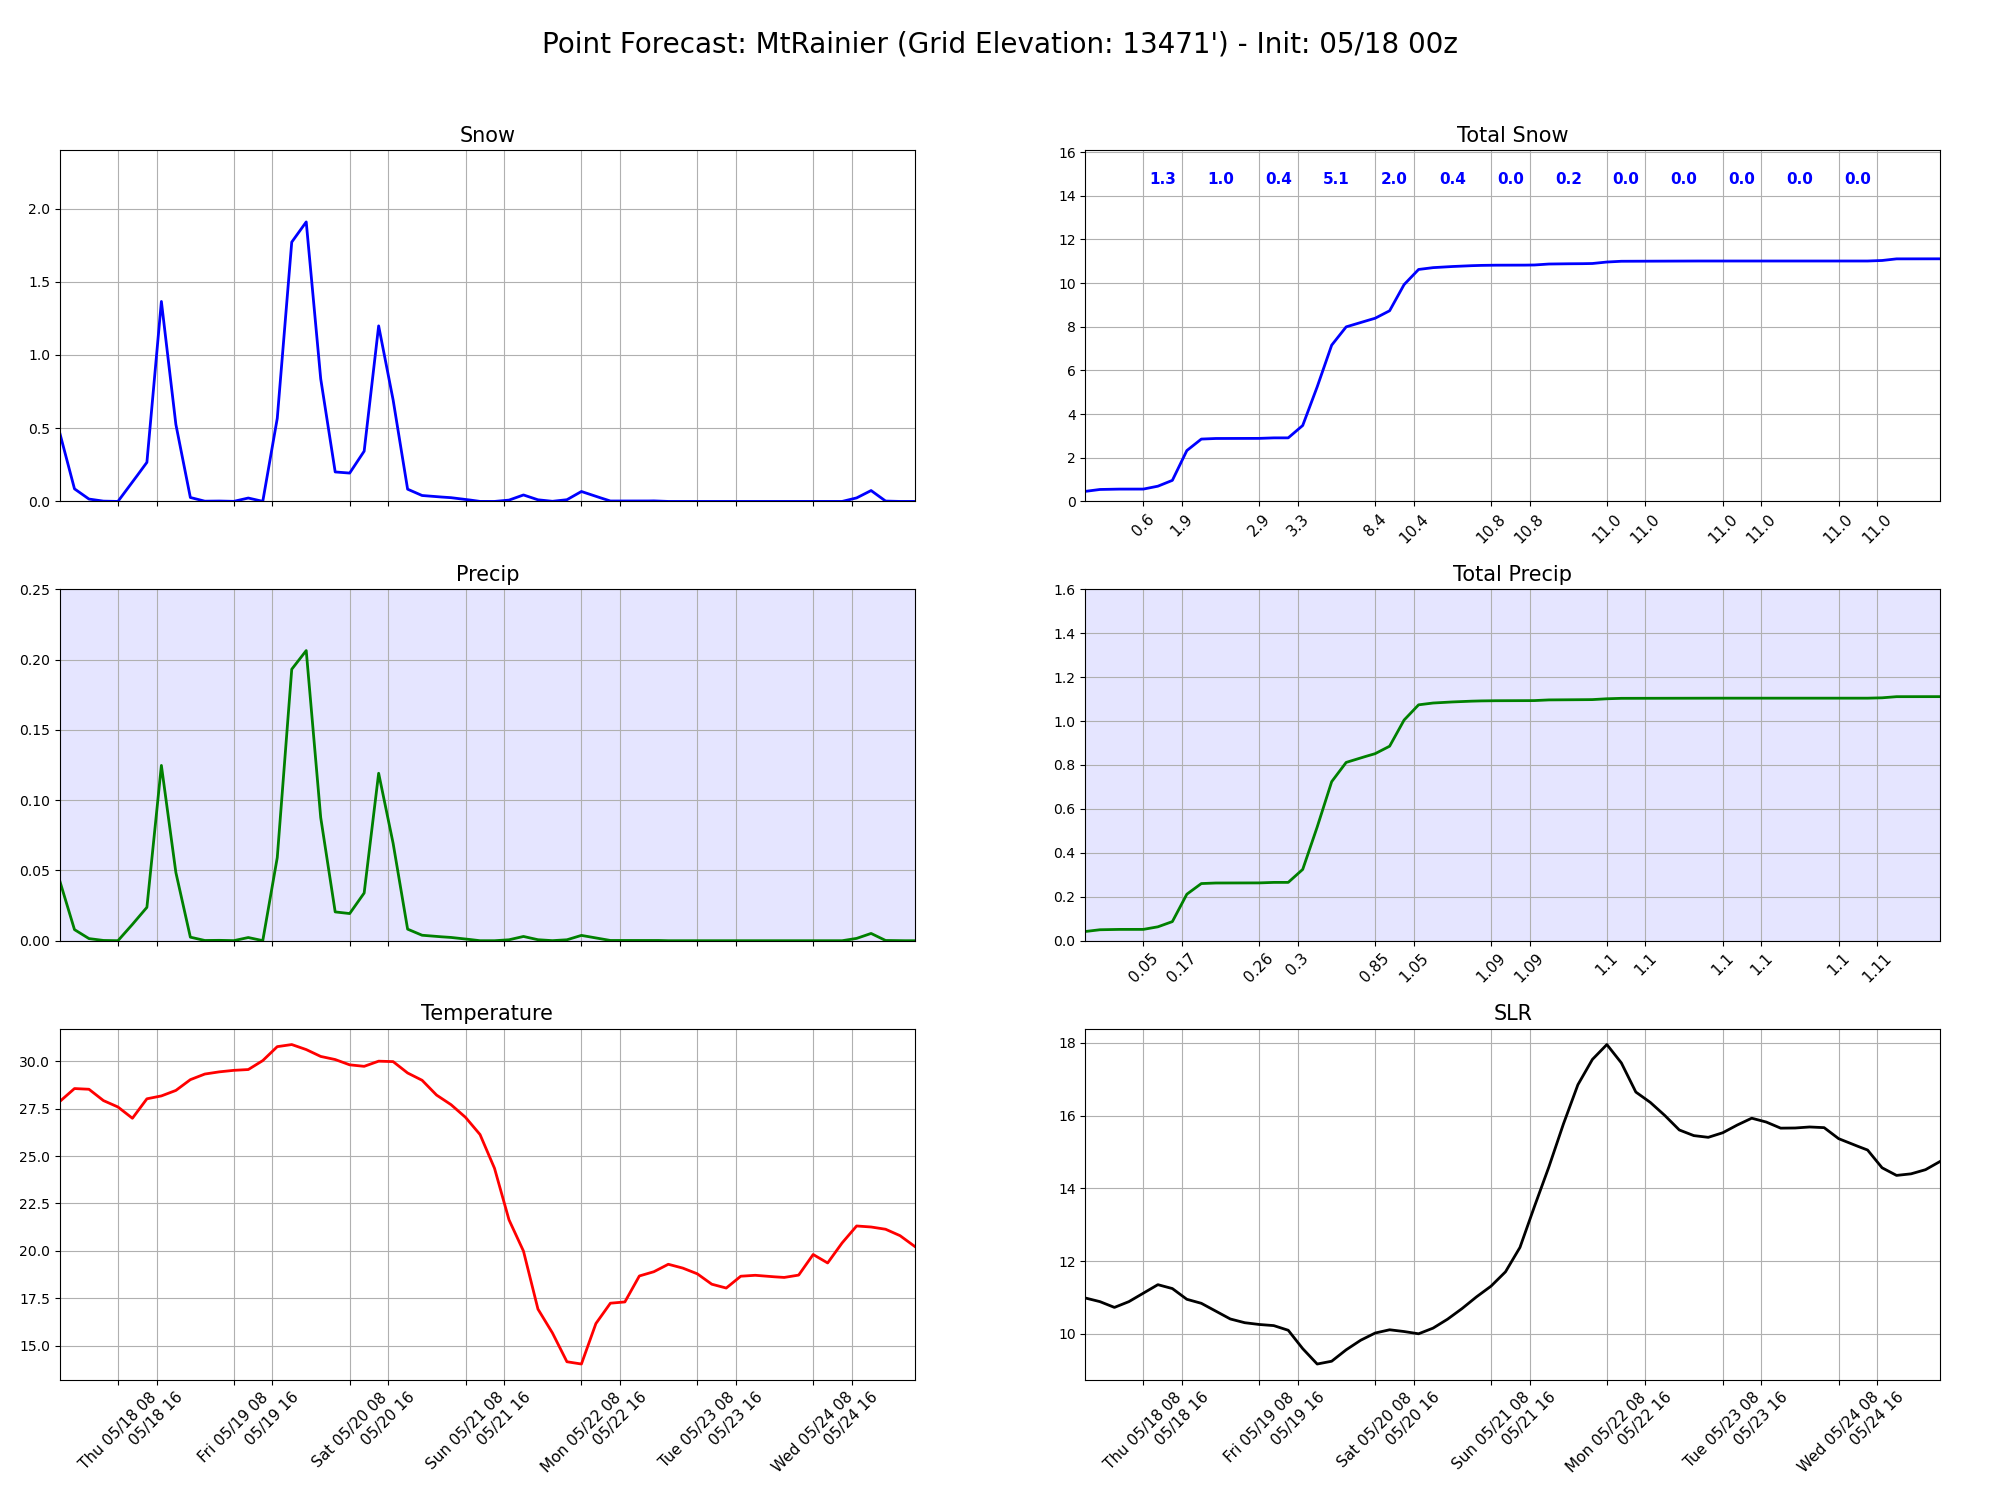 Point Forecast: MtRainier (Grid Elevation: 13471') - Init: 05/18 00z
Snow
2.0
1.5
1.0
0.5
0.0
Total Snow
16
14
12
10
8
6
4
2
0
1.3 1.0 0.4 5.1 2.0 0.4 0.0 0.2 0.0 0.0 0.0 0.0 0.0
0.6 1.9 2.9 3.3 8.4 10.4 10.8 10.8 11.0 11.0 11.0 11.0 11.0 11.0
Precip
0.25
0.20
0.15
0.10
0.05
0.00
Total Precip
1.6
1.4
1.2
1.0
0.8
0.6
0.4
0.2
0.0
0.05 0.17 0.26 0.3 0.85 1.05 1.09 1.09 1.1 1.1 1.1 1.1 1.1 1.11
Temperature
30.0
27.5
25.0
22.5
20.0
17.5
15.0
Thu 05/18 08
05/18 16
Fri 05/19 08
05/19 16
Sat 05/20 08
05/20 16
Sun 05/21 08
05/21 16
Mon 05/22 08
05/22 16
Tue 05/23 08
05/23 16
Wed 05/24 08
05/24 16
SLR
18
16
14
12
10
Thu 05/18 08
05/18 16
Fri 05/19 08
05/19 16
Sat 05/20 08
05/20 16
Sun 05/21 08
05/21 16
Mon 05/22 08
05/22 16
Tue 05/23 08
05/23 16
Wed 05/24 08
05/24 16